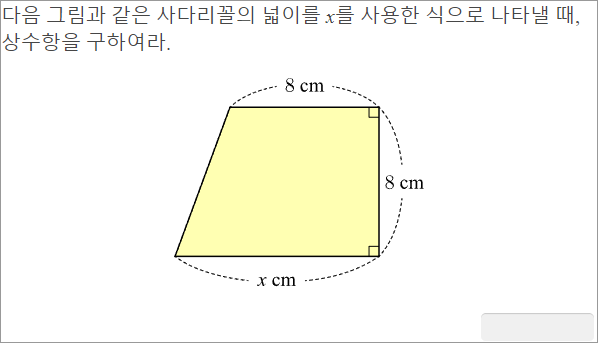 다음 그림과 같은 사다리꼴의 넓이를 x를 사용한 식으로 나타낼 때,
상수항을 구하여라.
8 cm
8 cm
x cm